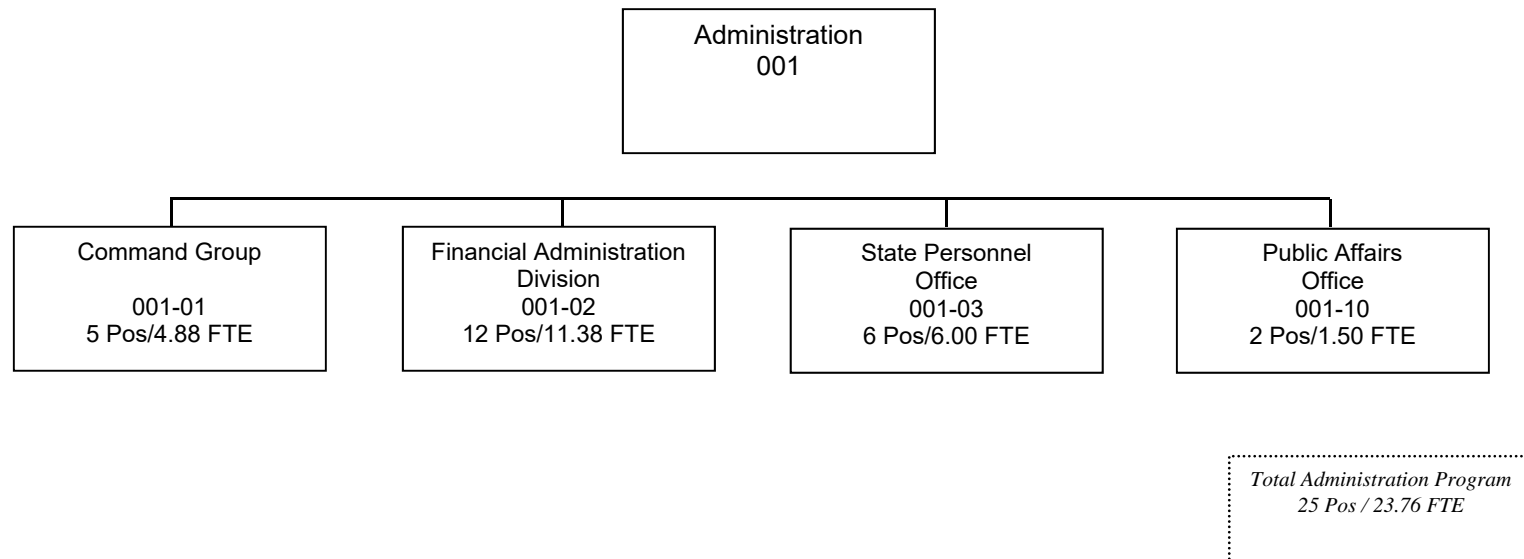 Administration
001
Command Group
001-01
5 Pos/4.88 FTE
Financial Administration
Division
001-02
12 Pos/11.38 FTE
State Personnel
Office
001-03
6 Pos/6.00 FTE
Public Affairs
Office
001-10
2 Pos/1.50 FTE
Total Administration Program
25 Pos / 23.76 FTE